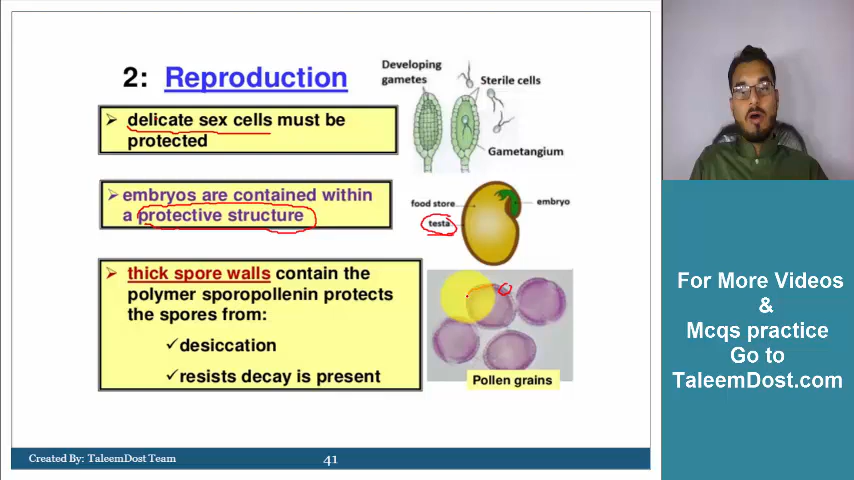 2: Reproduction
Developing
gametes
Sterile cells
delicate sex cells must be
protected
Gametangium
embryos are contained within
a protective structure
food store
embryo
testa
thick spore walls contain the
polymer sporopollenin protects
the spores from:
desiccation
resists decay is present
Pollen grains
For More Videos
&
Mcqs practice
Go to
TaleemDost.com
Created By: TaleemDost Team
41